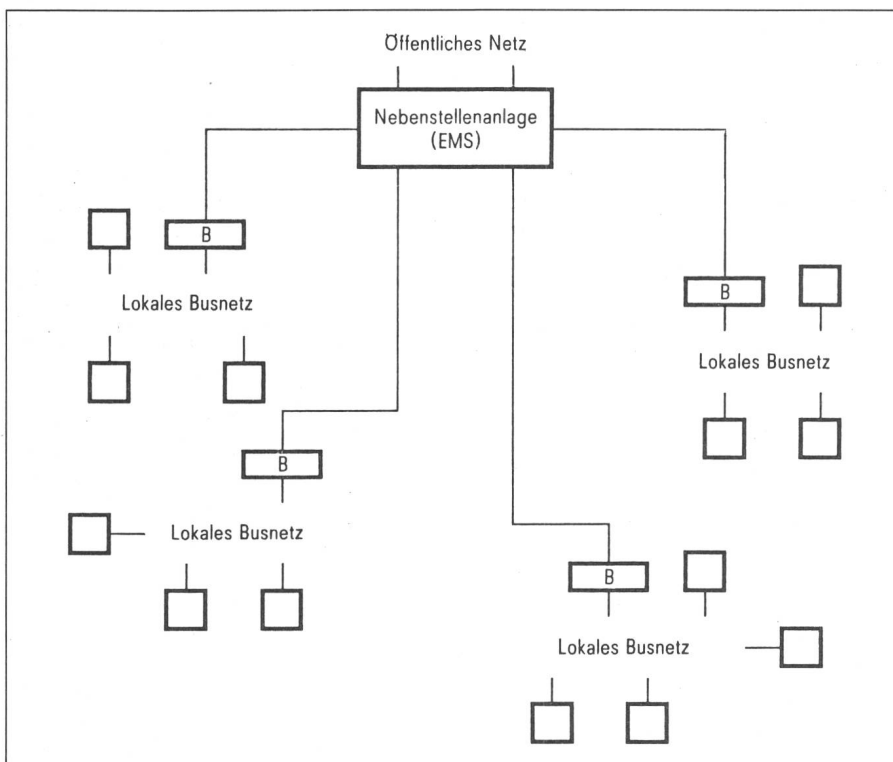 Öffentliches Netz
Nebenstellenanlage
(EMS)
B
Lokales Busnetz
B
Lokales Busnetz
B
Lokales Busnetz
B
Lokales Busnetz